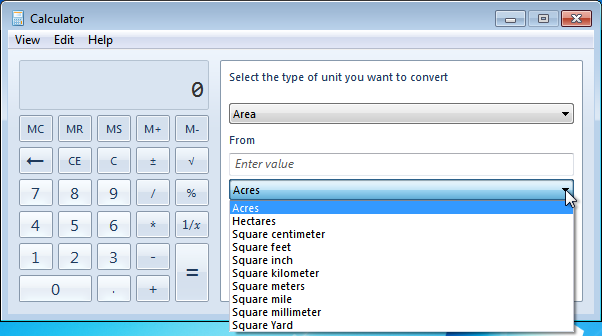 Calculator
View Edit Help
0
MC MR MS M+ M-
← CE C ± √
7 8 9 / %
4 5 6 * 1/x
1 2 3 - =
0 . +
Select the type of unit you want to convert
Area
From
Enter value
Acres
Acres
Hectares
Square centimeter
Square feet
Square inch
Square kilometer
Square meters
Square mile
Square millimeter
Square Yard